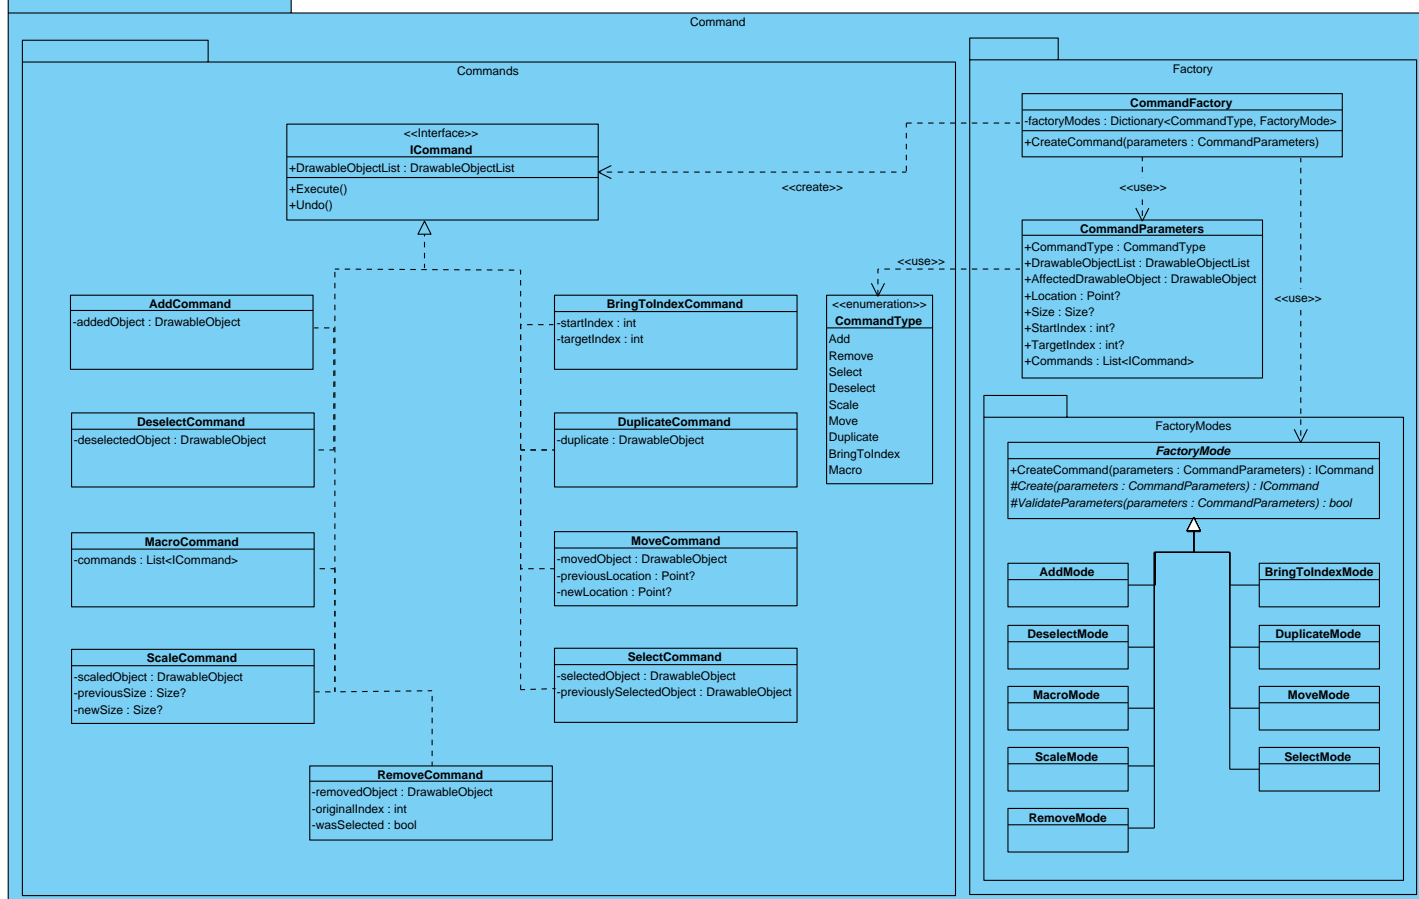 Command
Commands
<<Interface>>
ICommand
+DrawableObjectList : DrawableObjectList
+Execute()
+Undo()
<<create>>
AddCommand
-addedObject : DrawableObject
BringToIndexCommand
-startIndex : int
-targetIndex : int
DeselectCommand
-deselectedObject : DrawableObject
DuplicateCommand
-duplicate : DrawableObject
MacroCommand
-commands : List<ICommand>
MoveCommand
-movedObject : DrawableObject
-previousLocation : Point?
-newLocation : Point?
ScaleCommand
-scaledObject : DrawableObject
-previousSize : Size?
-newSize : Size?
SelectCommand
-selectedObject : DrawableObject
-previouslySelectedObject : DrawableObject
RemoveCommand
-removedObject : DrawableObject
-originalIndex : int
-wasSelected : bool
<<use>>
<<enumeration>>
CommandType
Add
Remove
Select
Deselect
Scale
Move
Duplicate
BringToIndex
Macro
Factory
CommandFactory
-factoryModes : Dictionary<CommandType, FactoryMode>
+CreateCommand(parameters : CommandParameters)
<<use>>
<<use>>
CommandParameters
+CommandType : CommandType
+DrawableObjectList : DrawableObjectList
+AffectedDrawableObject : DrawableObject
+Location : Point?
+Size : Size?
+StartIndex : int?
+TargetIndex : int?
+Commands : List<ICommand>
FactoryModes
FactoryMode
+CreateCommand(parameters : CommandParameters) : ICommand
#Create(parameters : CommandParameters) : ICommand
#ValidateParameters(parameters : CommandParameters) : bool
AddMode
BringToIndexMode
DeselectMode
DuplicateMode
MacroMode
MoveMode
ScaleMode
SelectMode
RemoveMode